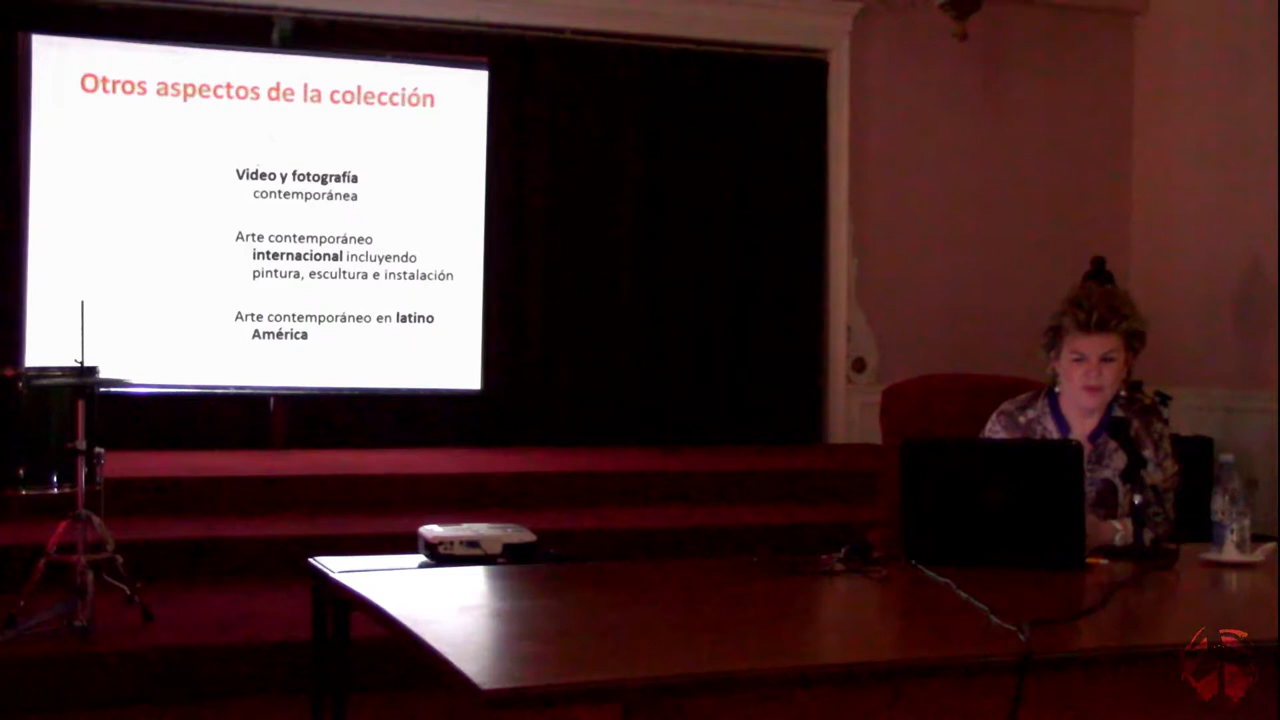 Otros aspectos de la colección
Video y fotografía
contemporánea
Arte contemporáneo
internacional incluyendo
pintura, escultura e instalación
Arte contemporáneo en latino
América